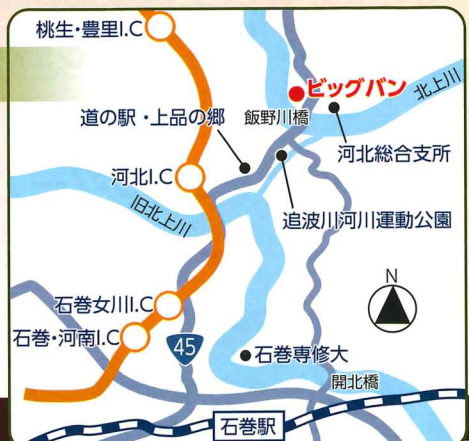 桃生・豊里I.C
ビッグバン
北上川
道の駅・上品の郷
飯野川橋
河北総合支所
河北I.C
旧北上川
追波川河川運動公園
N
石巻女川I.C
石巻・河南I.C
45
石巻専修大
開北橋
石巻駅